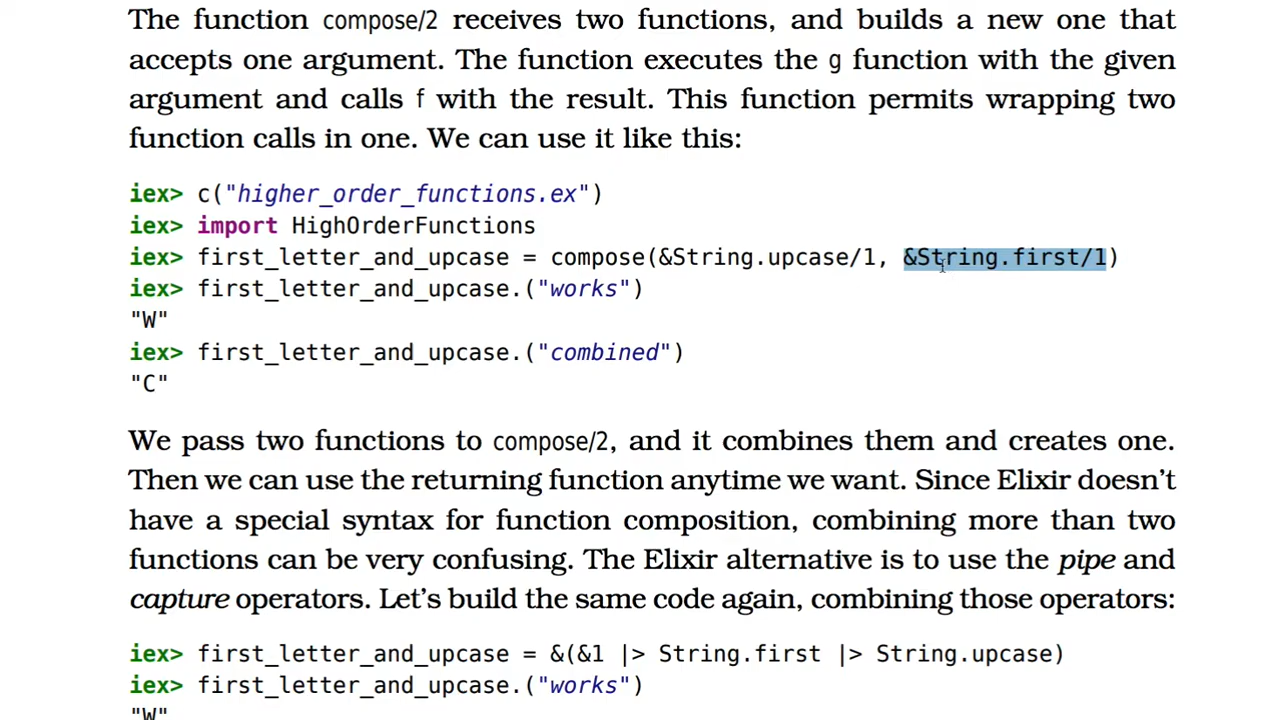 The function compose/2 receives two functions, and builds a new one that
accepts one argument. The function executes the g function with the given
argument and calls f with the result. This function permits wrapping two
function calls in one. We can use it like this:
iex> c("higher_order_functions.ex")
iex> import HighOrderFunctions
iex> first_letter_and_upcase = compose(&String.upcase/1, &String.first/1)
iex> first_letter_and_upcase.("works")
"W"
iex> first_letter_and_upcase.("combined")
"C"
We pass two functions to compose/2, and it combines them and creates one.
Then we can use the returning function anytime we want. Since Elixir doesn’t
have a special syntax for function composition, combining more than two
functions can be very confusing. The Elixir alternative is to use the pipe and
capture operators. Let’s build the same code again, combining those operators:
iex> first_letter_and_upcase = &(&1 |> String.first |> String.upcase)
iex> first_letter_and_upcase.("works")
"W"